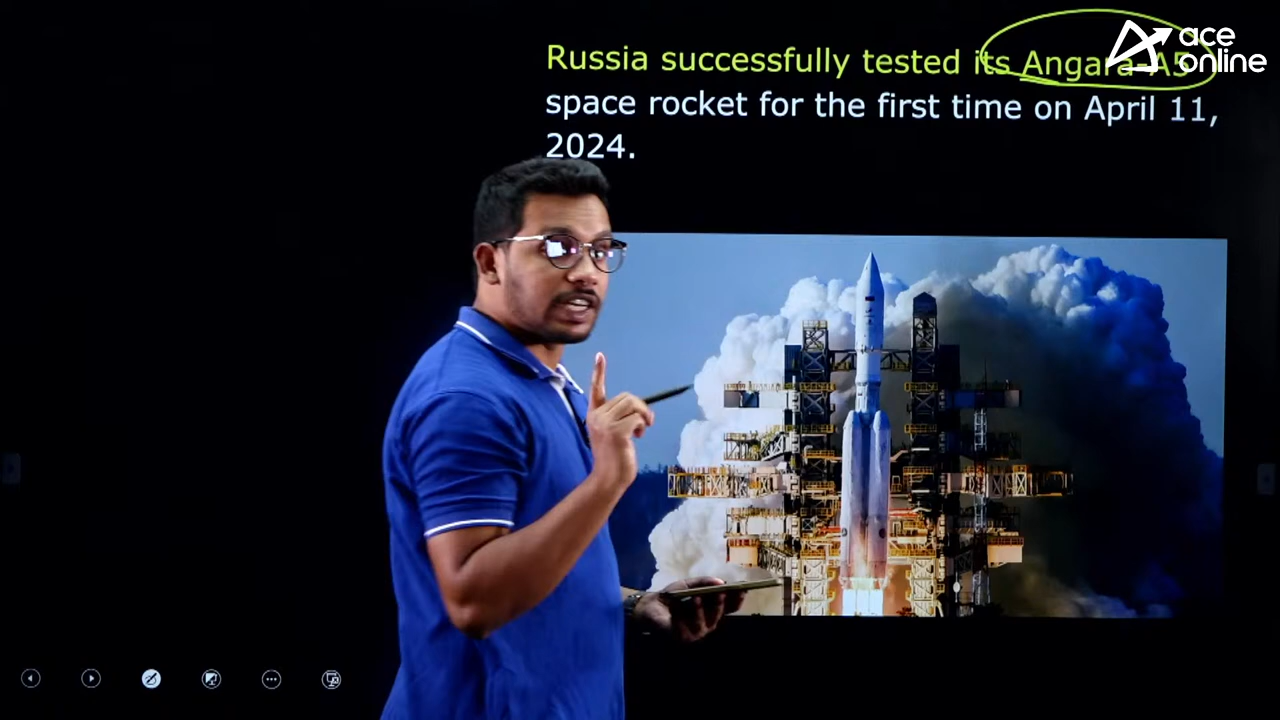 Russia successfully tested its Angara-A5
space rocket for the first time on April 11,
2024.
ace
online